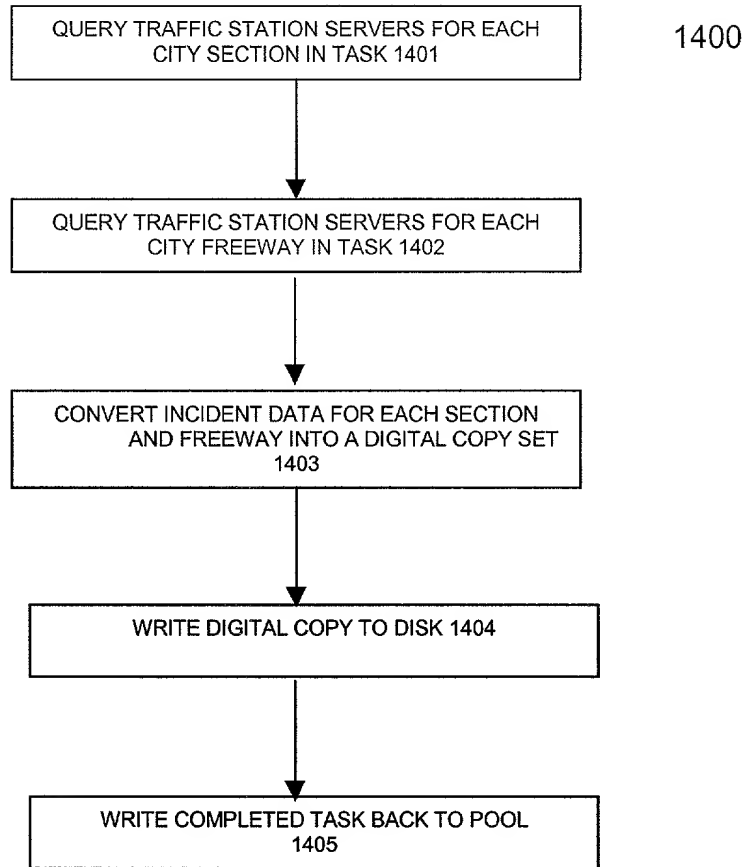 QUERY TRAFFIC STATION SERVERS FOR EACH
CITY SECTION IN TASK 1401
1400
QUERY TRAFFIC STATION SERVERS FOR EACH
CITY FREEWAY IN TASK 1402
CONVERT INCIDENT DATA FOR EACH SECTION
AND FREEWAY INTO A DIGITAL COPY SET
1403
WRITE DIGITAL COPY TO DISK 1404
WRITE COMPLETED TASK BACK TO POOL
1405